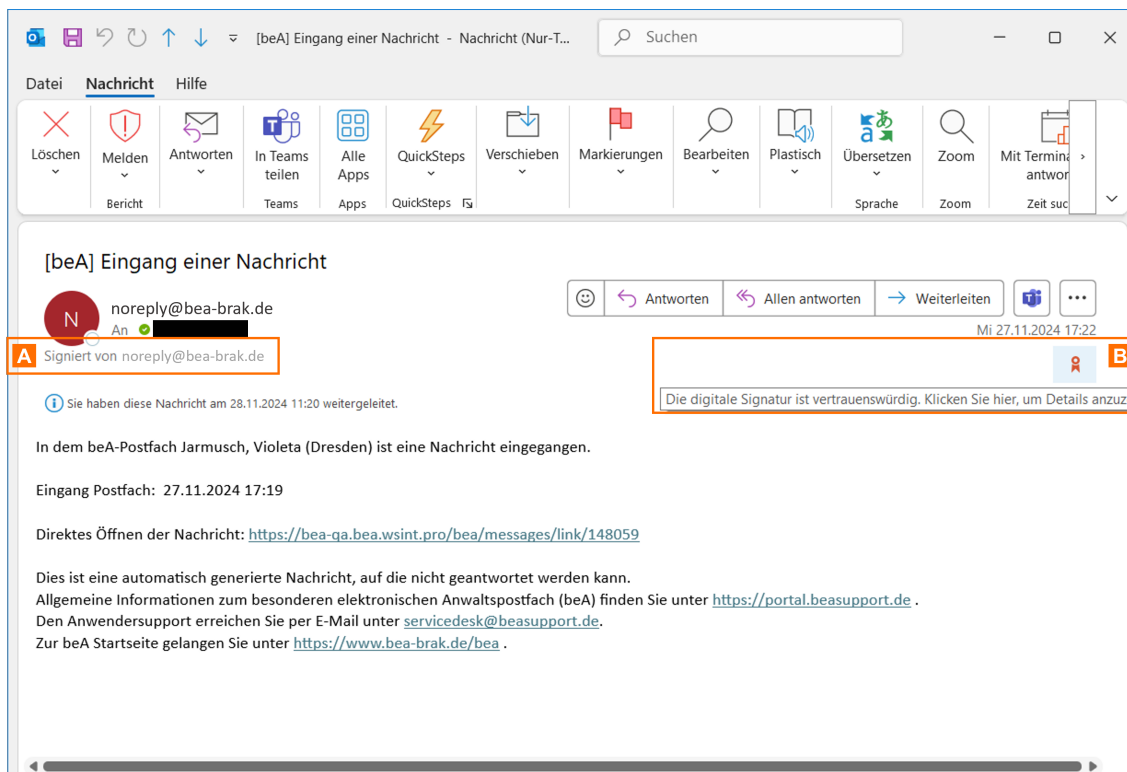 [beA] Eingang einer Nachricht - Nachricht (Nur-T...
Suchen
Datei Nachricht Hilfe
Löschen
Melden
Antworten
In Teams
teilen
Alle
Apps
QuickSteps
Verschieben
Markierungen
Bearbeiten
Plastisch
Übersetzen
Zoom
Mit Termin
antwor
Bericht
Teams
Apps
QuickSteps
Sprache
Zoom
Zeit suc
[beA] Eingang einer Nachricht
N
noreply@bea-brak.de
An
Antworten
Allen antworten
Weiterleiten
Mi 27.11.2024 17:22
A
Signiert von noreply@bea-brak.de
B
Die digitale Signatur ist vertrauenswürdig. Klicken Sie hier, um Details anzuz
Sie haben diese Nachricht am 28.11.2024 11:20 weitergeleitet.
In dem beA-Postfach Jarmusch, Violeta (Dresden) ist eine Nachricht eingegangen.
Eingang Postfach: 27.11.2024 17:19
Direktes Öffnen der Nachricht: https://bea-qa.bea.wsint.pro/bea/messages/link/148059
Dies ist eine automatisch generierte Nachricht, auf die nicht geantwortet werden kann.
Allgemeine Informationen zum besonderen elektronischen Anwaltspostfach (beA) finden Sie unter https://portal.beasupport.de .
Den Anwendersupport erreichen Sie per E-Mail unter servicedesk@beasupport.de.
Zur beA Startseite gelangen Sie unter https://www.bea-brak.de/bea .